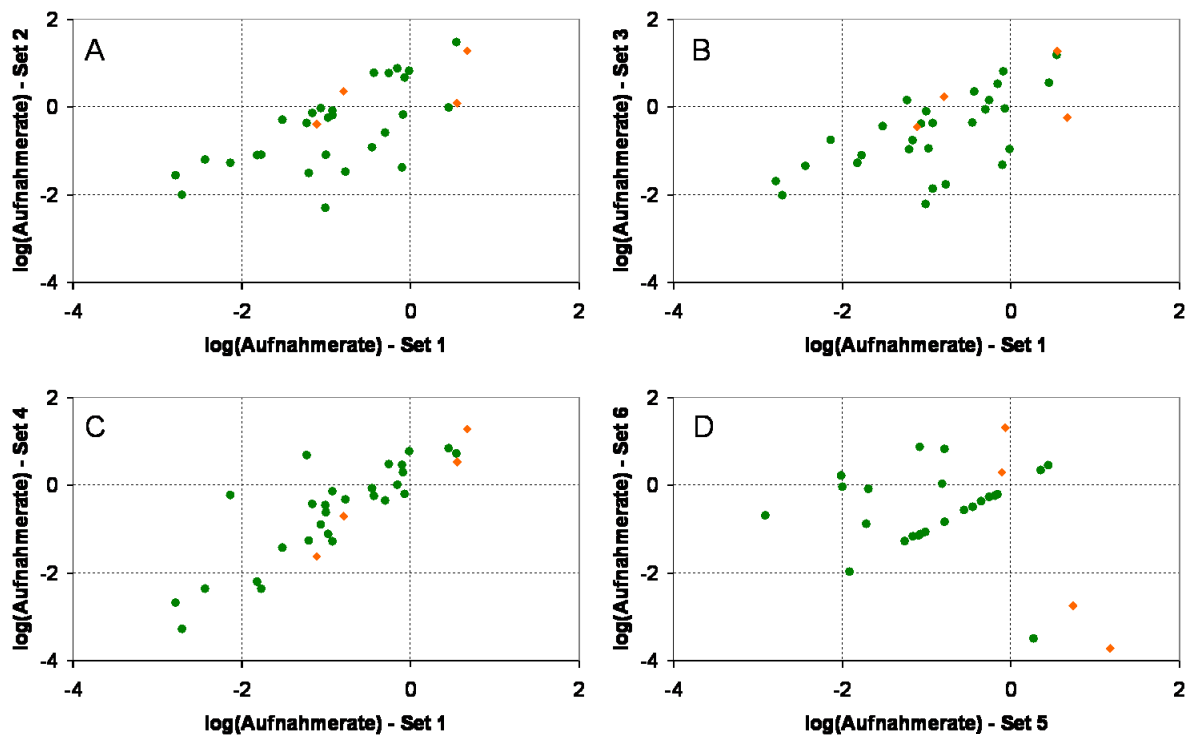 A
log(Aufnahmerate) - Set 2
2
0
-2
-4
-4
-2
0
2
log(Aufnahmerate) - Set 1
B
log(Aufnahmerate) - Set 3
2
0
-2
-4
-4
-2
0
2
log(Aufnahmerate) - Set 1
C
log(Aufnahmerate) - Set 4
2
0
-2
-4
-4
-2
0
2
log(Aufnahmerate) - Set 1
D
log(Aufnahmerate) - Set 6
2
0
-2
-4
-4
-2
0
2
log(Aufnahmerate) - Set 5